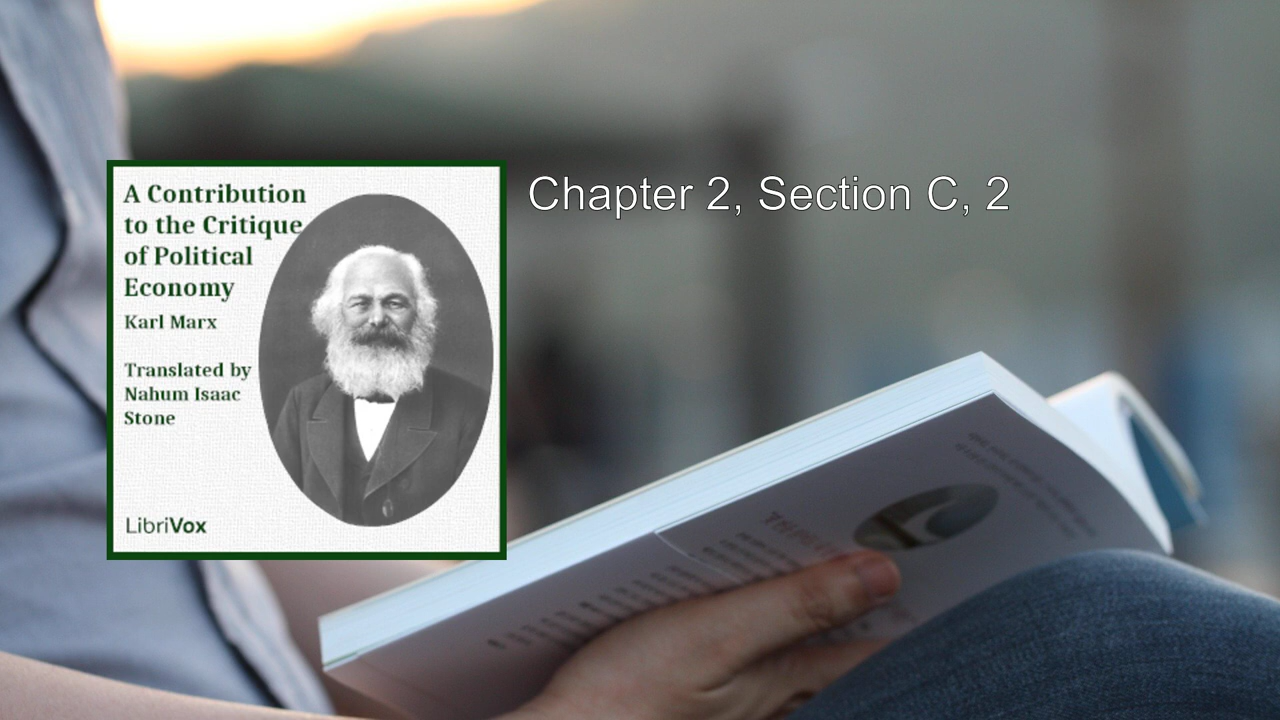 A Contribution
to the Critique
of Political
Economy
Karl Marx
Translated by
Nahum Isaac
Stone
LibriVox
Chapter 2, Section C, 2